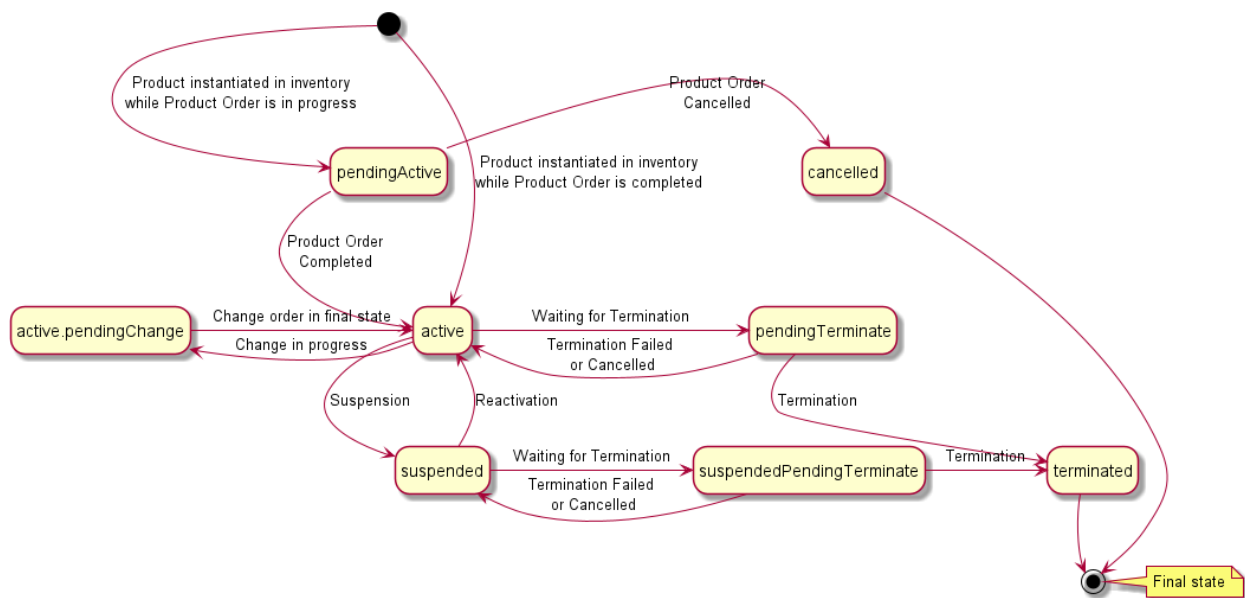 Product instantiated in inventory
while Product Order is in progress
Product Order
Cancelled
pendingActive
Product instantiated in inventory
while Product Order is completed
cancelled
Product Order
Completed
active.pendingChange
Change order in final state
Change in progress
active
Waiting for Termination
Termination Failed
or Cancelled
pendingTerminate
Suspension
Reactivation
Termination
suspended
Waiting for Termination
Termination Failed
or Cancelled
suspendedPendingTerminate
Termination
terminated
Final state